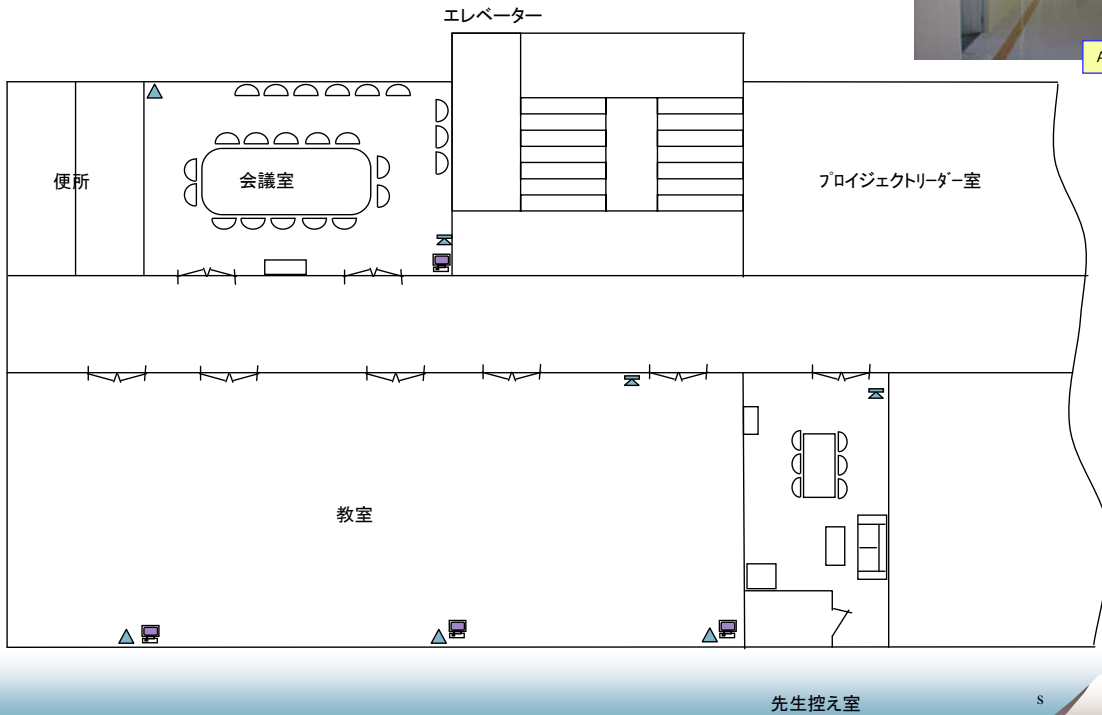 エレベーター
A
便所
会議室
プロイジェクトリーダー室
教室
先生控え室
s